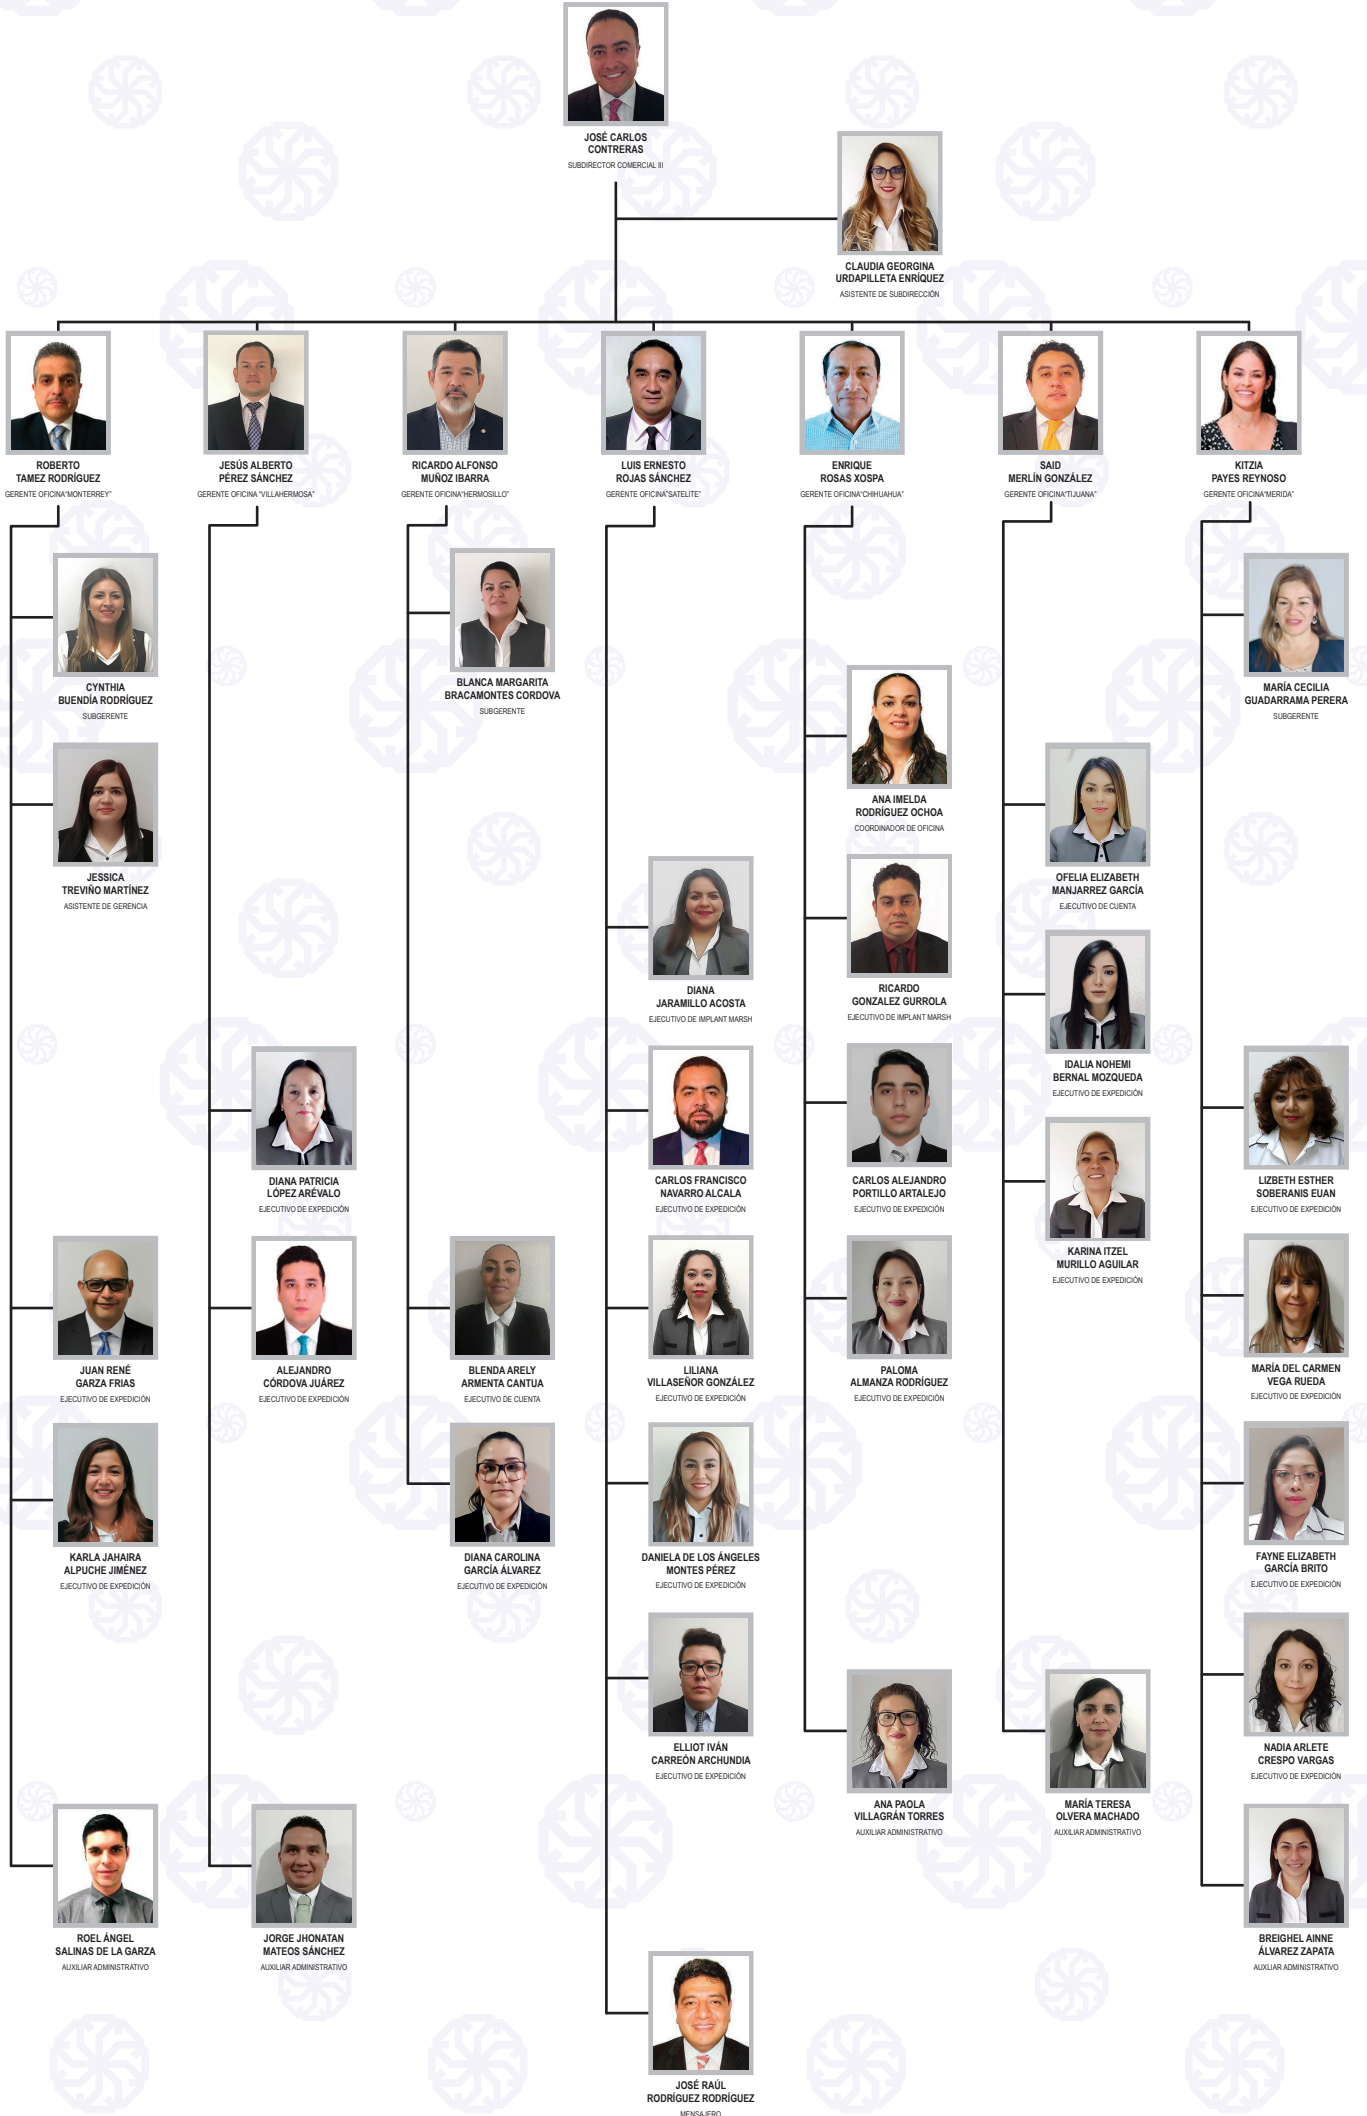 JOSÉ CARLOS
CONTRERAS
SUBDIRECTOR COMERCIAL III
CLAUDIA GEORGINA
URDAPILLETA ENRÍQUEZ
ASISTENTE DE SUBDIRECCIÓN
ROBERTO
TAMEZ RODRÍGUEZ
GERENTE OFICINA"MONTERREY"
JESÚS ALBERTO
PÉREZ SÁNCHEZ
GERENTE OFICINA "VILLAHERMOSA"
RICARDO ALFONSO
MUÑOZ IBARRA
GERENTE OFICINA"HERMOSILLO"
LUIS ERNESTO
ROJAS SÁNCHEZ
GERENTE OFICINA"SATELITE"
ENRIQUE
ROSAS XOSPA
GERENTE OFICINA"CHIHUAHUA"
SAID
MERLÍN GONZÁLEZ
GERENTE OFICINA"TIJUANA"
KITZIA
PAYES REYNOSO
GERENTE OFICINA"MERIDA"
CYNTHIA
BUENDÍA RODRÍGUEZ
SUBGERENTE
JESSICA
TREVIÑO MARTÍNEZ
ASISTENTE DE GERENCIA
JUAN RENÉ
GARZA FRIAS
EJECUTIVO DE EXPEDICIÓN
KARLA JAHAIRA
ALPUCHE JIMÉNEZ
EJECUTIVO DE EXPEDICIÓN
ROEL ÁNGEL
SALINAS DE LA GARZA
AUXILIAR ADMINISTRATIVO
DIANA PATRICIA
LÓPEZ ARÉVALO
EJECUTIVO DE EXPEDICIÓN
ALEJANDRO
CÓRDOVA JUÁREZ
EJECUTIVO DE EXPEDICIÓN
JORGE JHONATAN
MATEOS SÁNCHEZ
AUXILIAR ADMINISTRATIVO
BLANCA MARGARITA
BRACAMONTES CORDOVA
SUBGERENTE
BLENDA ARELY
ARMENTA CANTUA
EJECUTIVO DE CUENTA
DIANA CAROLINA
GARCÍA ÁLVAREZ
EJECUTIVO DE EXPEDICIÓN
DIANA
JARAMILLO ACOSTA
EJECUTIVO DE IMPLANT MARSH
CARLOS FRANCISCO
NAVARRO ALCALA
EJECUTIVO DE EXPEDICIÓN
LILIANA
VILLASEÑOR GONZÁLEZ
EJECUTIVO DE EXPEDICIÓN
DANIELA DE LOS ÁNGELES
MONTES PÉREZ
EJECUTIVO DE EXPEDICIÓN
ELLIOT IVÁN
CARREÓN ARCHUNDIA
EJECUTIVO DE EXPEDICIÓN
JOSÉ RAÚL
RODRÍGUEZ RODRÍGUEZ
MENSAJERO
ANA IMELDA
RODRÍGUEZ OCHOA
COORDINADOR DE OFICINA
RICARDO
GONZALEZ GURROLA
EJECUTIVO DE IMPLANT MARSH
CARLOS ALEJANDRO
PORTILLO ARTALEJO
EJECUTIVO DE EXPEDICIÓN
PALOMA
ALMANZA RODRÍGUEZ
EJECUTIVO DE EXPEDICIÓN
ANA PAOLA
VILLAGRÁN TORRES
AUXILIAR ADMINISTRATIVO
OFELIA ELIZABETH
MANJARREZ GARCÍA
EJECUTIVO DE CUENTA
IDALIA NOHEMI
BERNAL MOZQUEDA
EJECUTIVO DE EXPEDICIÓN
KARINA ITZEL
MURILLO AGUILAR
EJECUTIVO DE EXPEDICIÓN
MARÍA TERESA
OLVERA MACHADO
AUXILIAR ADMINISTRATIVO
MARÍA CECILIA
GUADARRAMA PERERA
SUBGERENTE
LIZBETH ESTHER
SOBERANIS EUAN
EJECUTIVO DE EXPEDICIÓN
MARÍA DEL CARMEN
VEGA RUEDA
EJECUTIVO DE EXPEDICIÓN
FAYNE ELIZABETH
GARCÍA BRITO
EJECUTIVO DE EXPEDICIÓN
NADIA ARLETE
CRESPO VARGAS
EJECUTIVO DE EXPEDICIÓN
BREIGHEL AINNE
ÁLVAREZ ZAPATA
AUXLIAR ADMINISTRATIVO